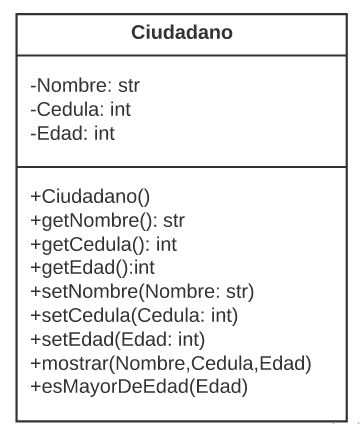 Ciudadano
-Nombre: str
-Cedula: int
-Edad: int
+Ciudadano()
+getNombre(): str
+getCedula(): int
+getEdad():int
+setNombre(Nombre: str)
+setCedula(Cedula: int)
+setEdad(Edad: int)
+mostrar(Nombre,Cedula,Edad)
+esMayorDeEdad(Edad)